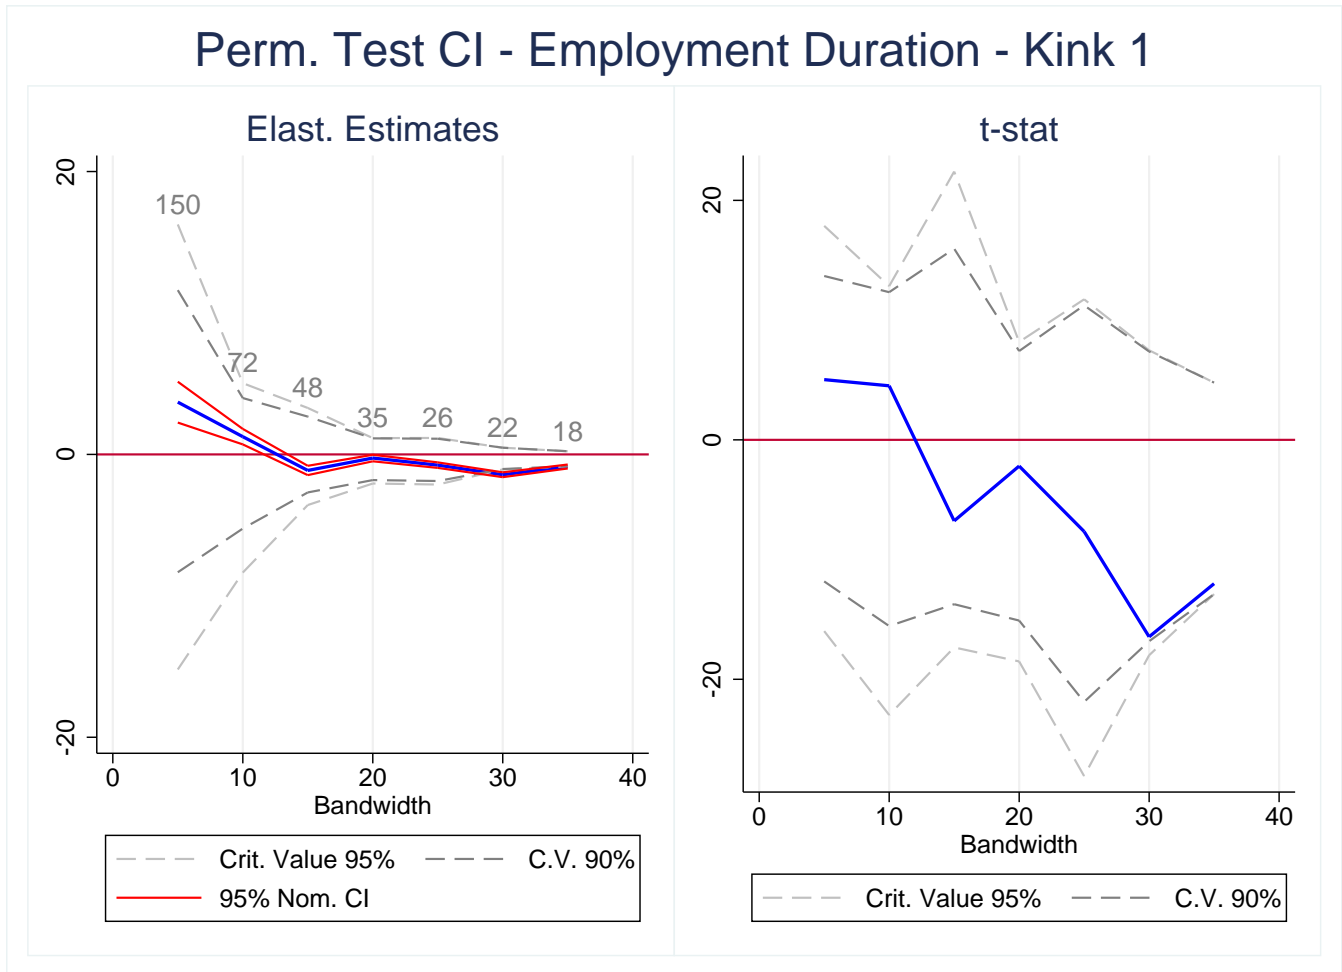 Perm. Test CI - Employment Duration - Kink 1
Elast. Estimates
20
0
-20
150
72
48
35
26
22
18
0 10 20 30 40
Bandwidth
Crit. Value 95% C.V. 90%
95% Nom. CI
t-stat
20
0
-20
0 10 20 30 40
Bandwidth
Crit. Value 95% C.V. 90%